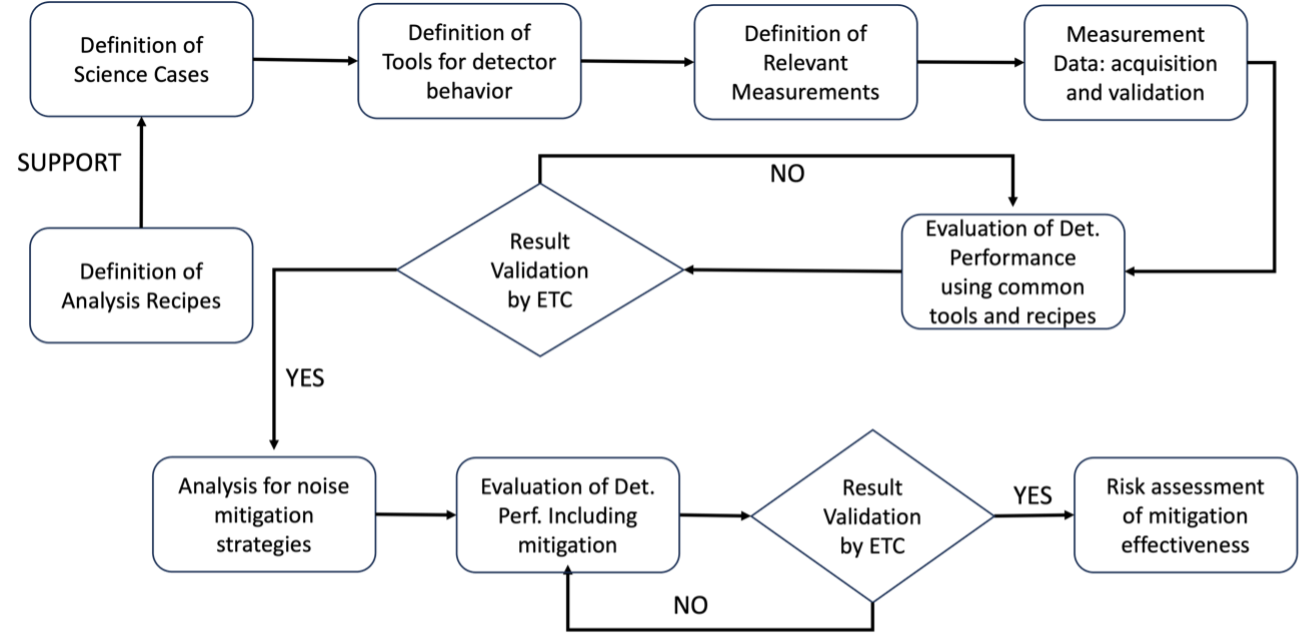 Definition of
Science Cases
Definition of
Tools for detector
behavior
Definition of
Relevant
Measurements
Measurement
Data: acquisition
and validation
SUPPORT
NO
Definition of
Analysis Recipes
Result
Validation
by ETC
Evaluation of Det.
Performance
using common
tools and recipes
YES
Analysis for noise
mitigation
strategies
Evaluation of Det.
Perf. Including
mitigation
Result
Validation
by ETC
YES
Risk assessment
of mitigation
effectiveness
NO